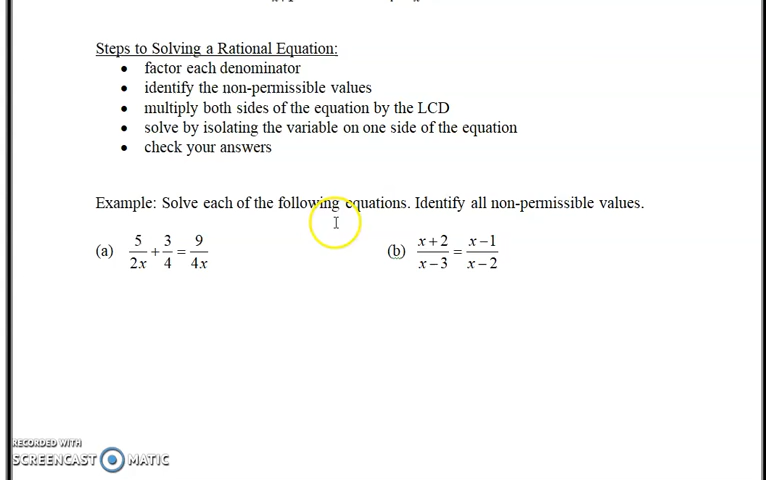 Steps to Solving a Rational Equation:
• factor each denominator
• identify the non-permissible values
• multiply both sides of the equation by the LCD
• solve by isolating the variable on one side of the equation
• check your answers
Example: Solve each of the following equations. Identify all non-permissible values.
(a) 5/2x + 3/4 = 9/4x (b) x+2/x−3 = x−1/x−2
RECORDED WITH
SCREENCAST MATIC